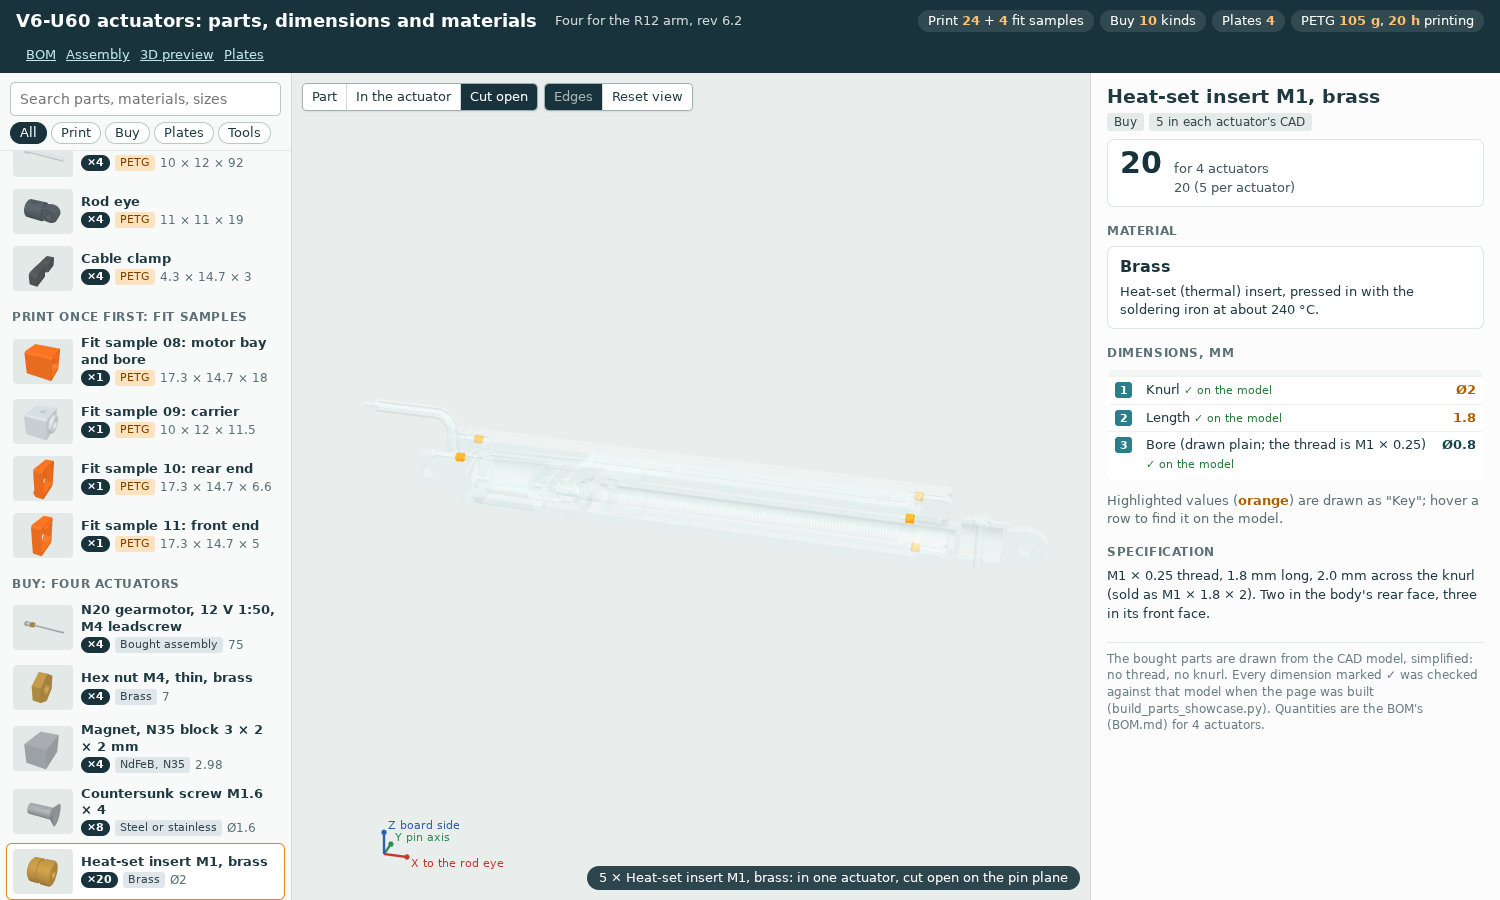 V6-U60 actuators: parts, dimensions and materials
Four for the R12 arm, rev 6.2
Print 24 + 4 fit samples
Buy 10 kinds
Plates 4
PETG 105 g, 20 h printing
BOM Assembly 3D preview Plates
Search parts, materials, sizes
All Print Buy Plates Tools
×4 PETG 10 × 12 × 92
Rod eye
×4 PETG 11 × 11 × 19
Cable clamp
×4 PETG 4.3 × 14.7 × 3
PRINT ONCE FIRST: FIT SAMPLES
Fit sample 08: motor bay
and bore
×1 PETG 17.3 × 14.7 × 18
Fit sample 09: carrier
×1 PETG 10 × 12 × 11.5
Fit sample 10: rear end
×1 PETG 17.3 × 14.7 × 6.6
Fit sample 11: front end
×1 PETG 17.3 × 14.7 × 5
BUY: FOUR ACTUATORS
N20 gearmotor, 12 V 1:50,
M4 leadscrew
×4 Bought assembly 75
Hex nut M4, thin, brass
×4 Brass 7
Magnet, N35 block 3 × 2
× 2 mm
×4 NdFeB, N35 2.98
Countersunk screw M1.6
× 4
×8 Steel or stainless Ø1.6
Heat-set insert M1, brass
×20 Brass Ø2
Part In the actuator Cut open Edges Reset view
Z board side
Y pin axis
X to the rod eye
5 × Heat-set insert M1, brass: in one actuator, cut open on the pin plane
Heat-set insert M1, brass
Buy 5 in each actuator's CAD
20 for 4 actuators
20 (5 per actuator)
MATERIAL
Brass
Heat-set (thermal) insert, pressed in with the
soldering iron at about 240 °C.
DIMENSIONS, MM
1 Knurl ✓ on the model Ø2
2 Length ✓ on the model 1.8
3 Bore (drawn plain; the thread is M1 × 0.25) Ø0.8
✓ on the model
Highlighted values (orange) are drawn as "Key"; hover a
row to find it on the model.
SPECIFICATION
M1 × 0.25 thread, 1.8 mm long, 2.0 mm across the knurl
(sold as M1 × 1.8 × 2). Two in the body's rear face, three
in its front face.
The bought parts are drawn from the CAD model, simplified:
no thread, no knurl. Every dimension marked ✓ was checked
against that model when the page was built
(build_parts_showcase.py). Quantities are the BOM's
(BOM.md) for 4 actuators.